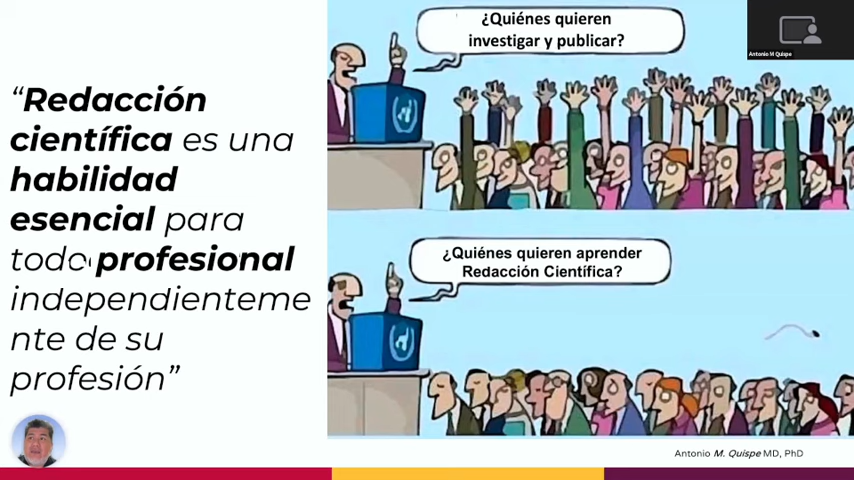 “Redacción
científica es una
habilidad
esencial para
todo profesional
independienteme
nte de su
profesión”
¿Quiénes quieren
investigar y publicar?
¿Quiénes quieren aprender
Redacción Científica?
Antonio M Quispe
Antonio M. Quispe MD, PhD